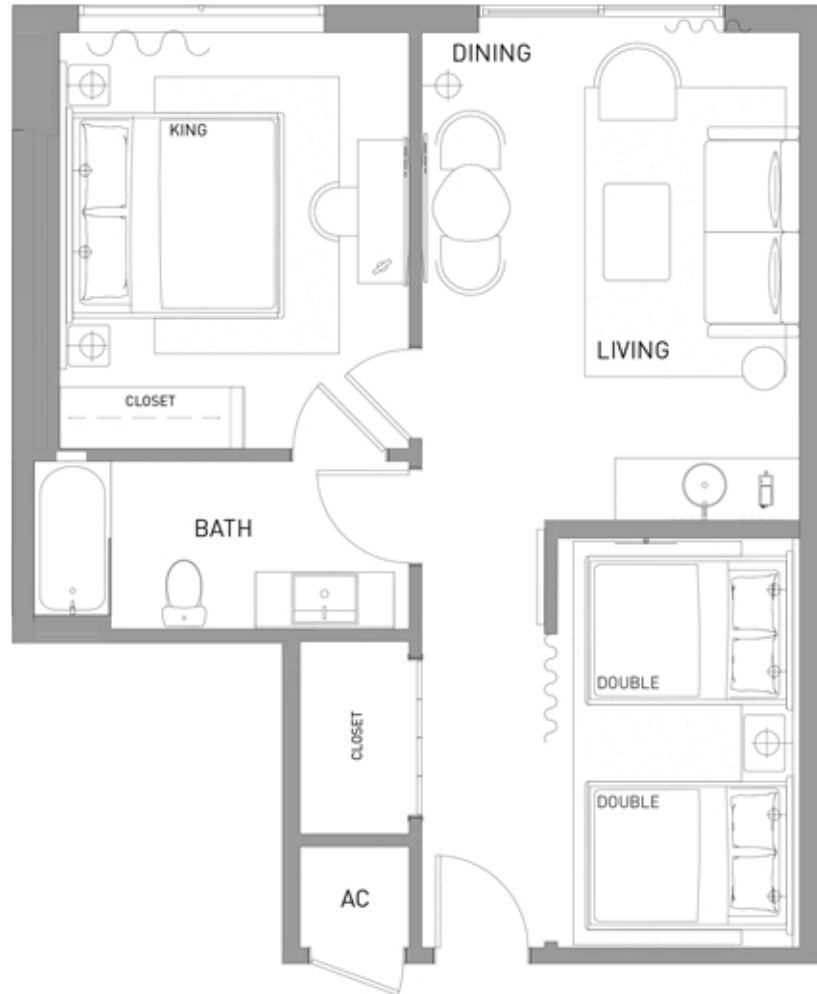 DINING
KING
LIVING
CLOSET
BATH
DOUBLE
CLOSET
DOUBLE
AC